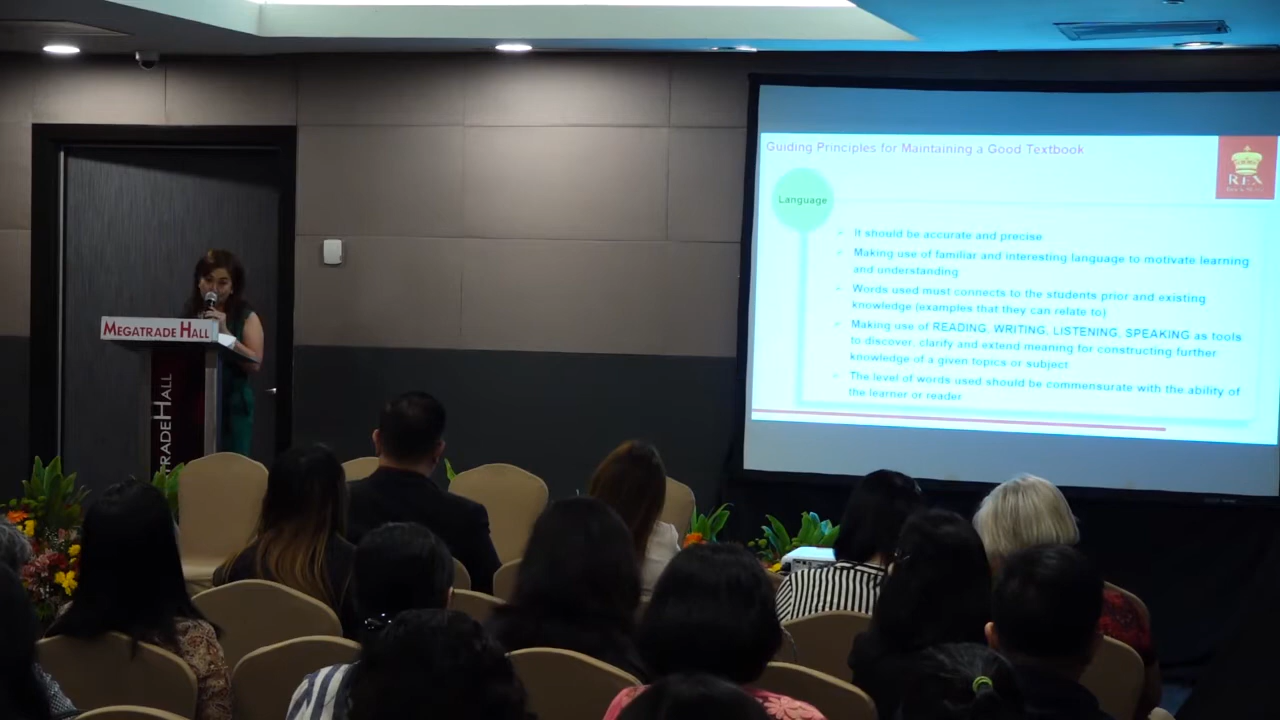 Guiding Principles for Maintaining a Good Textbook
REX
Language
It should be accurate and precise.
Making use of familiar and interesting language to motivate learning
and understanding.
Words used must connects to the students prior and existing
knowledge (examples that they can relate to)
Making use of READING, WRITING, LISTENING, SPEAKING as tools
to discover, clarify and extend meaning for constructing further
knowledge of a given topics or subject.
The level of words used should be commensurate with the ability of
the learner or reader
MEGATRADE HALL
TRADEHALL